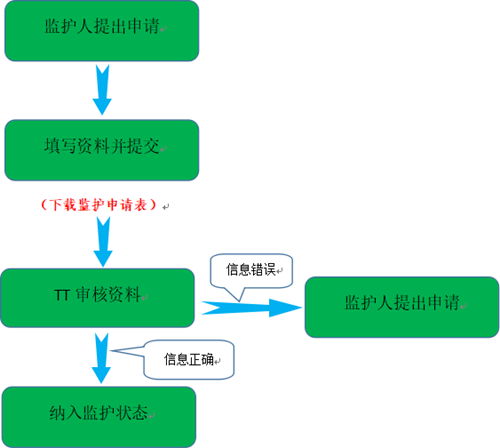 监护人提出申请
填写资料并提交
（下载监护申请表）
信息错误
TT 审核资料
监护人提出申请
信息正确
纳入监护状态